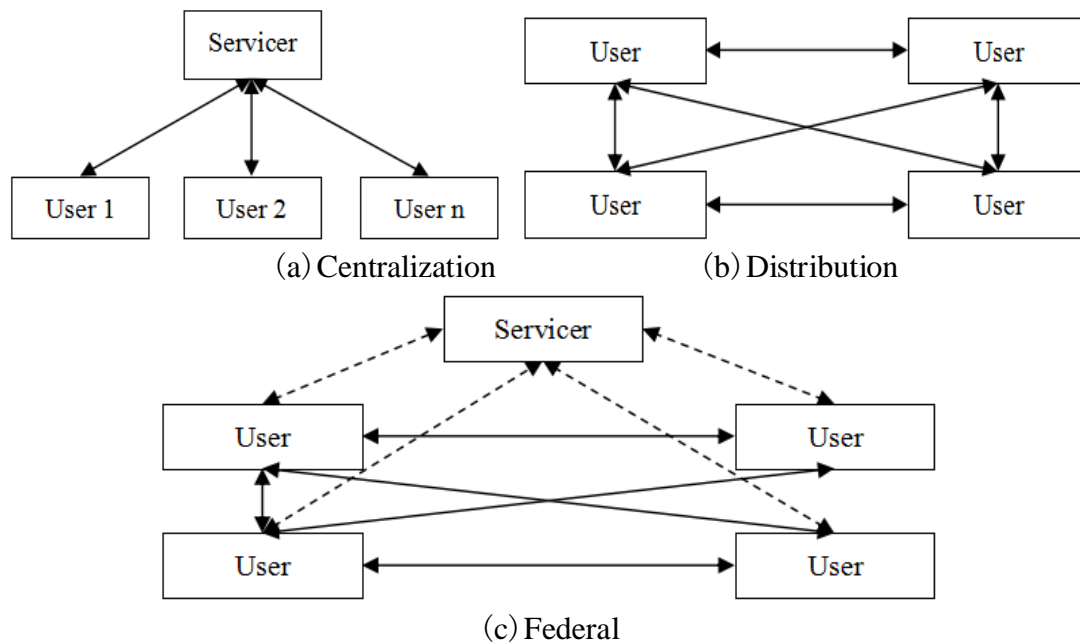 Servicer
User 1
User 2
User n
(a) Centralization
User
User
User
User
(b) Distribution
Servicer
User
User
User
User
(c) Federal